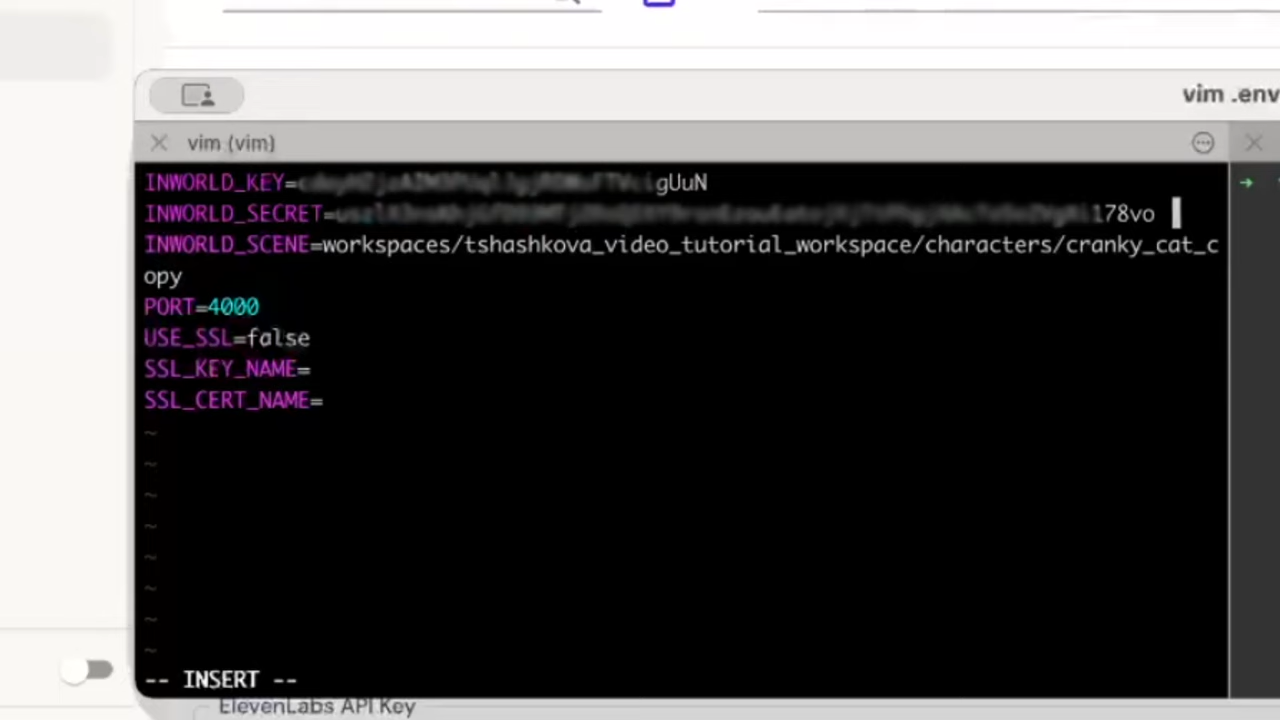 vim .env
vim (vim)
INWORLD_KEY= gUuN
INWORLD_SECRET= 178vo
INWORLD_SCENE=workspaces/tshashkova_video_tutorial_workspace/characters/cranky_cat_c
opy
PORT=4000
USE_SSL=false
SSL_KEY_NAME=
SSL_CERT_NAME=
~
~
~
~
~
~
~
~
-- INSERT --
ElevenLabs API Key